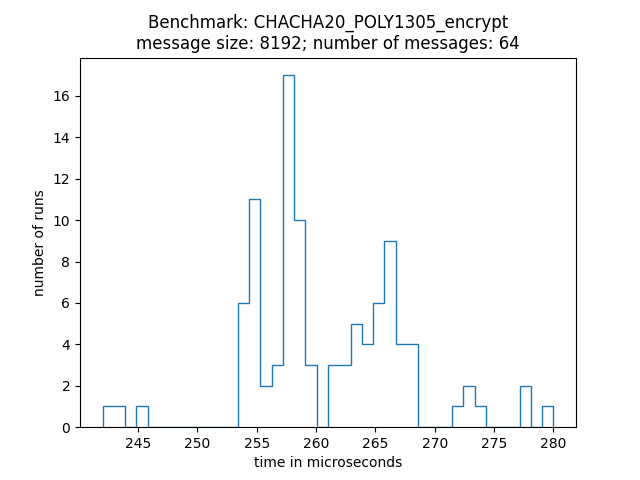 Benchmark: CHACHA20_POLY1305_encrypt
message size: 8192; number of messages: 64
16
14
12
10
8
6
4
2
0
number of runs
245 250 255 260 265 270 275 280
time in microseconds